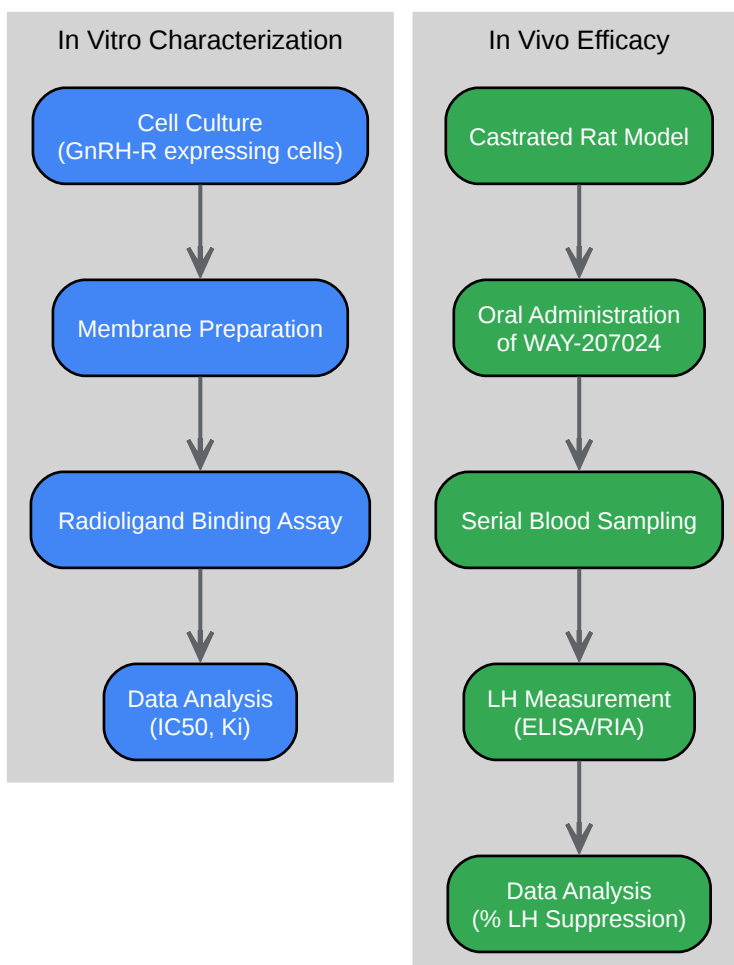 In Vitro Characterization
Cell Culture
(GnRH-R expressing cells)
Membrane Preparation
Radioligand Binding Assay
Data Analysis
(IC50, Ki)
In Vivo Efficacy
Castrated Rat Model
Oral Administration
of WAY-207024
Serial Blood Sampling
LH Measurement
(ELISA/RIA)
Data Analysis
(% LH Suppression)